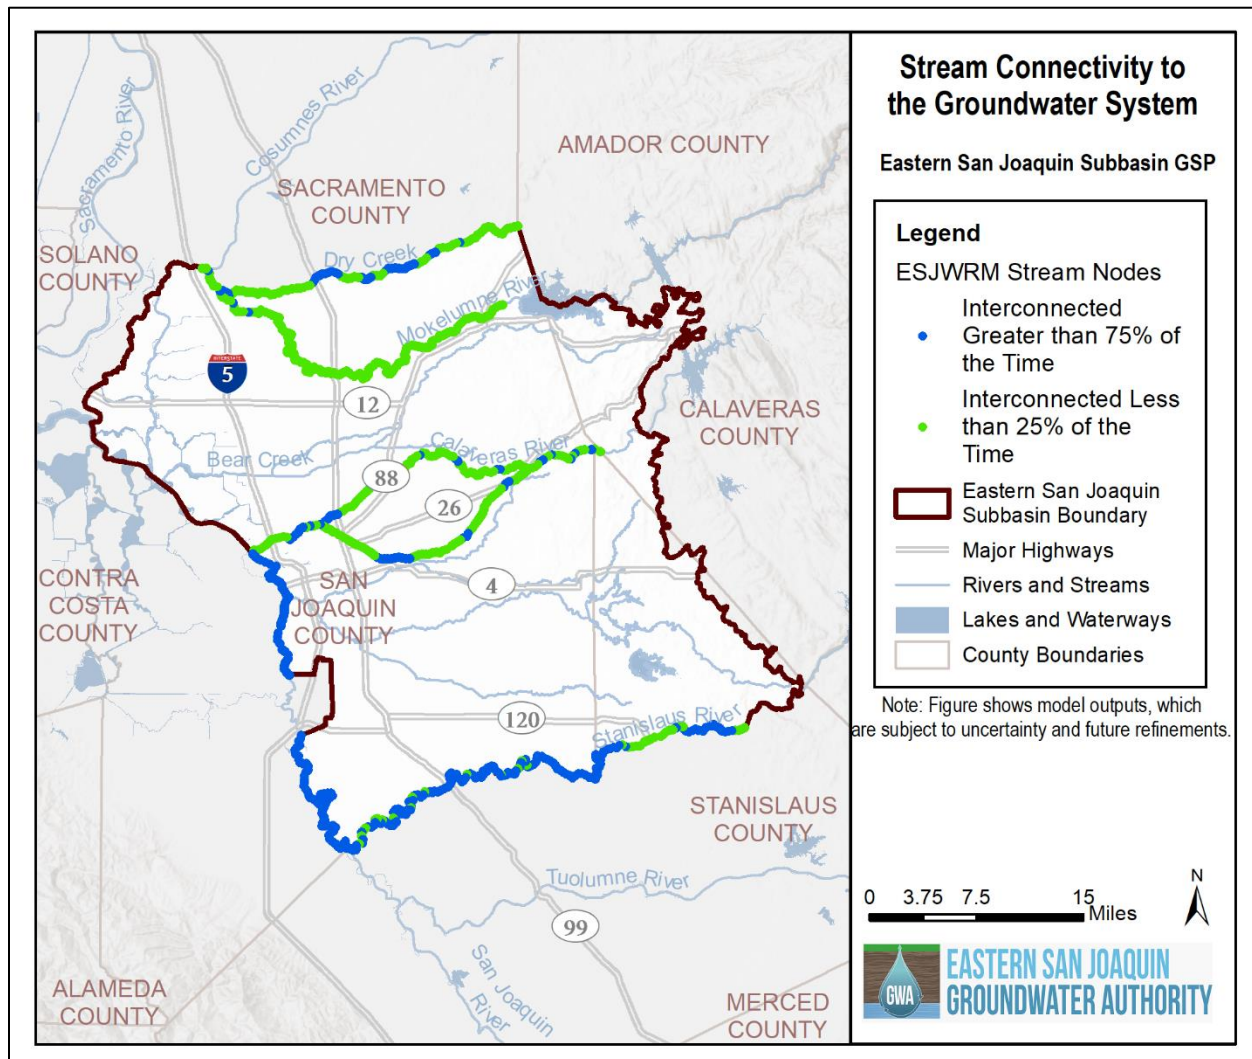 Stream Connectivity to
the Groundwater System
Eastern San Joaquin Subbasin GSP
Legend
ESJWRM Stream Nodes
Interconnected
Greater than 75% of
the Time
Interconnected Less
than 25% of the
Time
Eastern San Joaquin
Subbasin Boundary
Major Highways
Rivers and Streams
Lakes and Waterways
County Boundaries
Note: Figure shows model outputs, which
are subject to uncertainty and future refinements.
N
0 3.75 7.5 15
Miles
GWA
EASTERN SAN JOAQUIN
GROUNDWATER AUTHORITY
Sacramento River
Cosumnes River
AMADOR COUNTY
SACRAMENTO
COUNTY
SOLANO
COUNTY
Dry Creek
Mokelumne River
INTERSTATE
5
12
CALAVERAS
COUNTY
Calaveras River
Bear Creek
88
26
CONTRA
COSTA
COUNTY
SAN
JOAQUIN
COUNTY
4
120
Stanislaus River
STANISLAUS
COUNTY
Tuolumne River
99
San Joaquin
River
ALAMEDA
COUNTY
MERCED
COUNTY